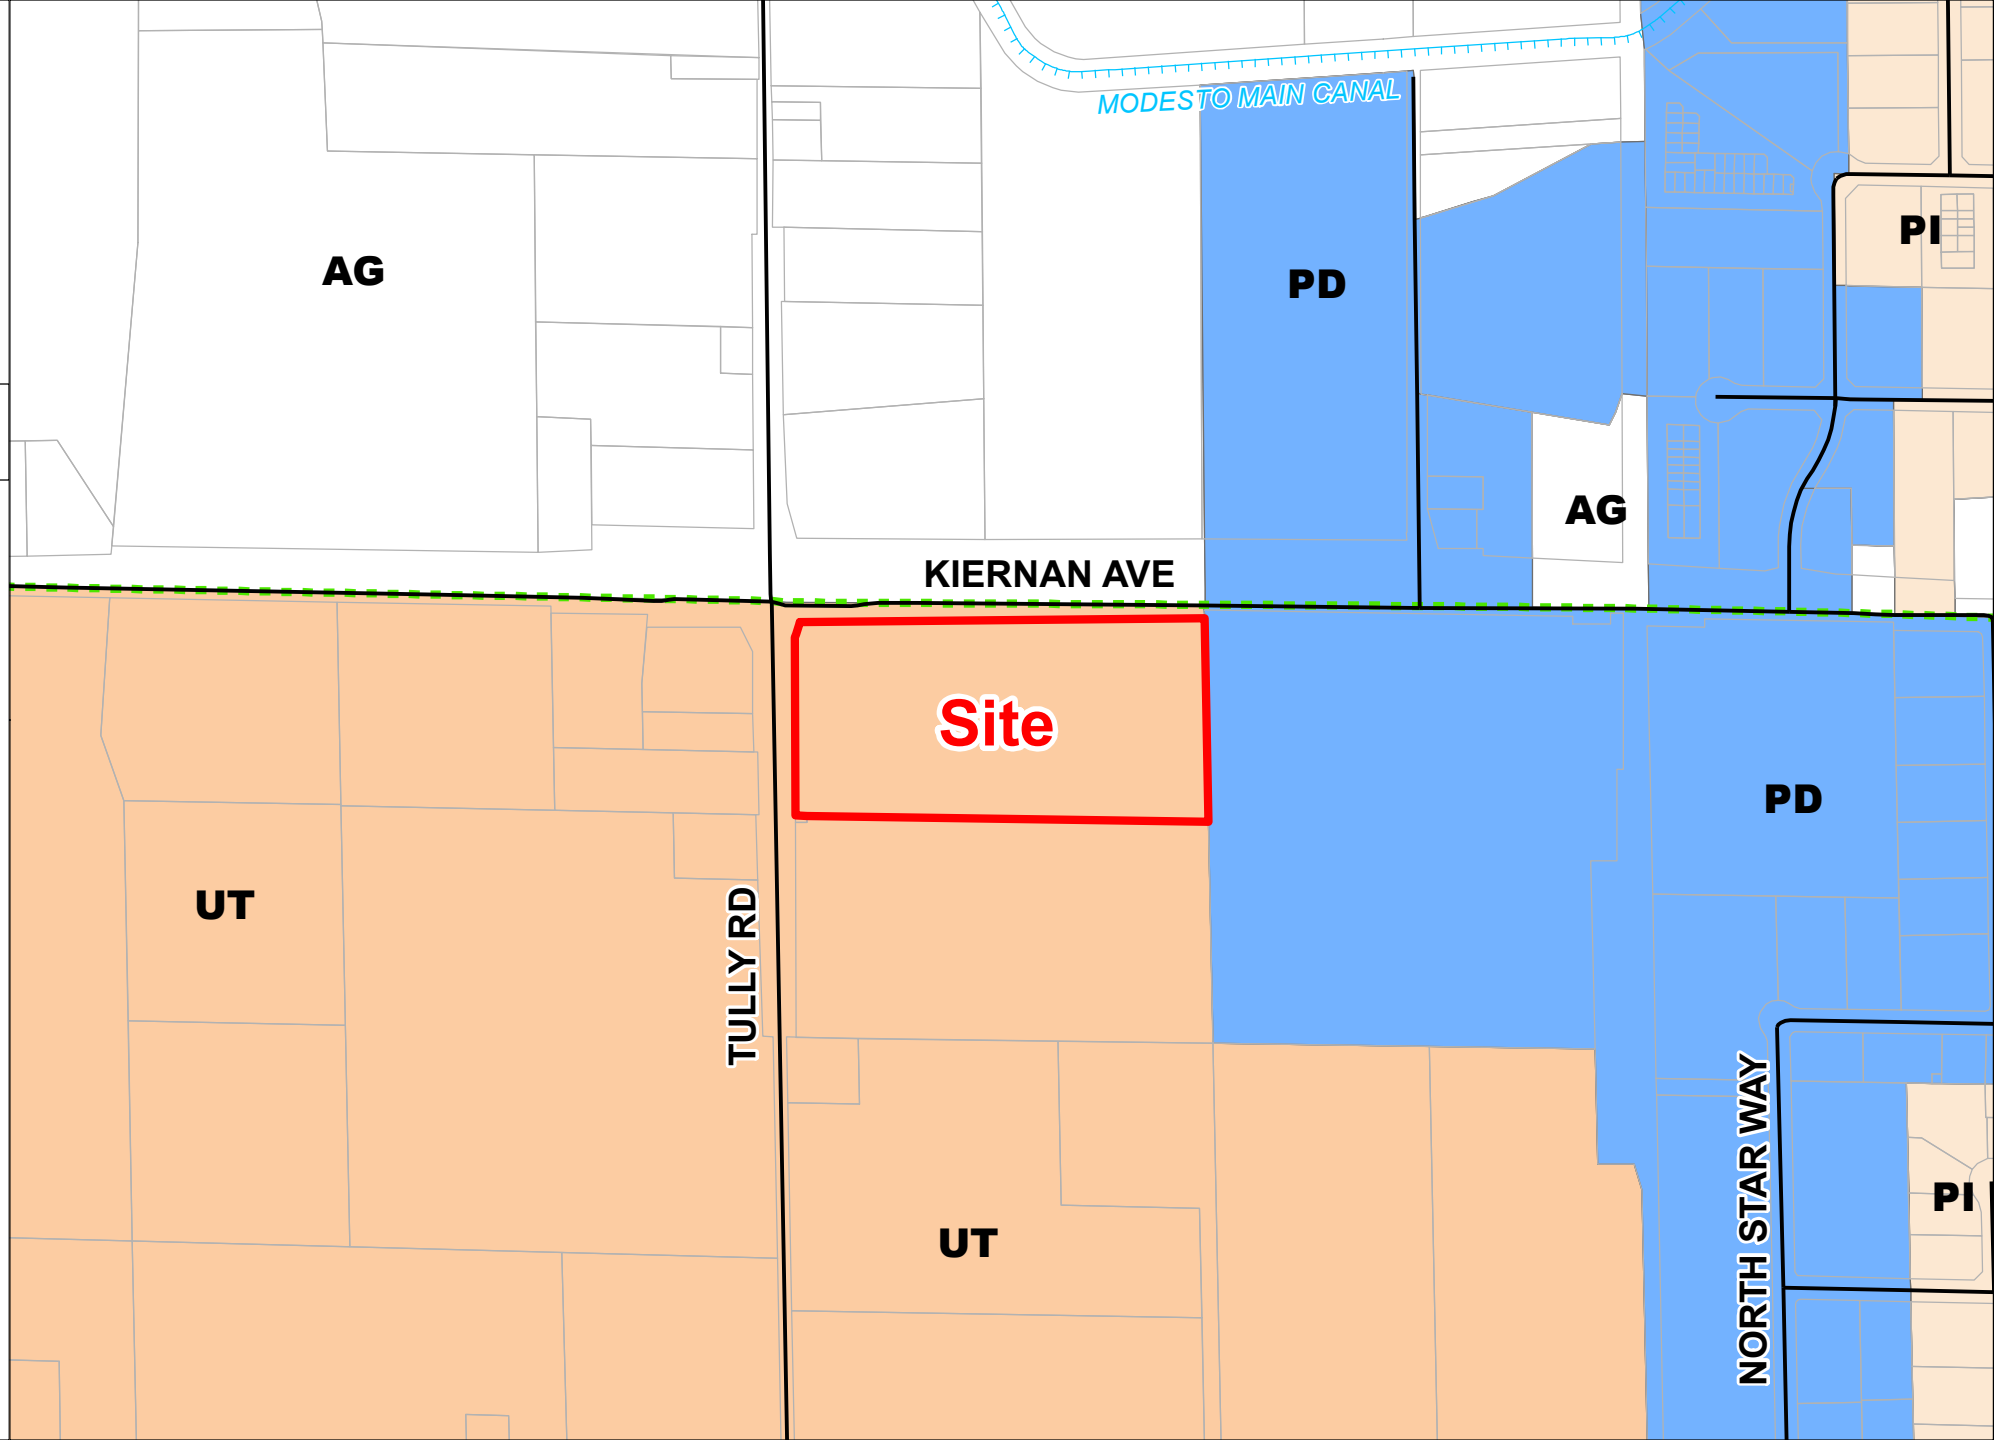 MODESTO MAIN CANAL
PI
AG
PD
AG
KIERNAN AVE
Site
PD
UT
TULLY RD
NORTH STAR WAY
PI
UT